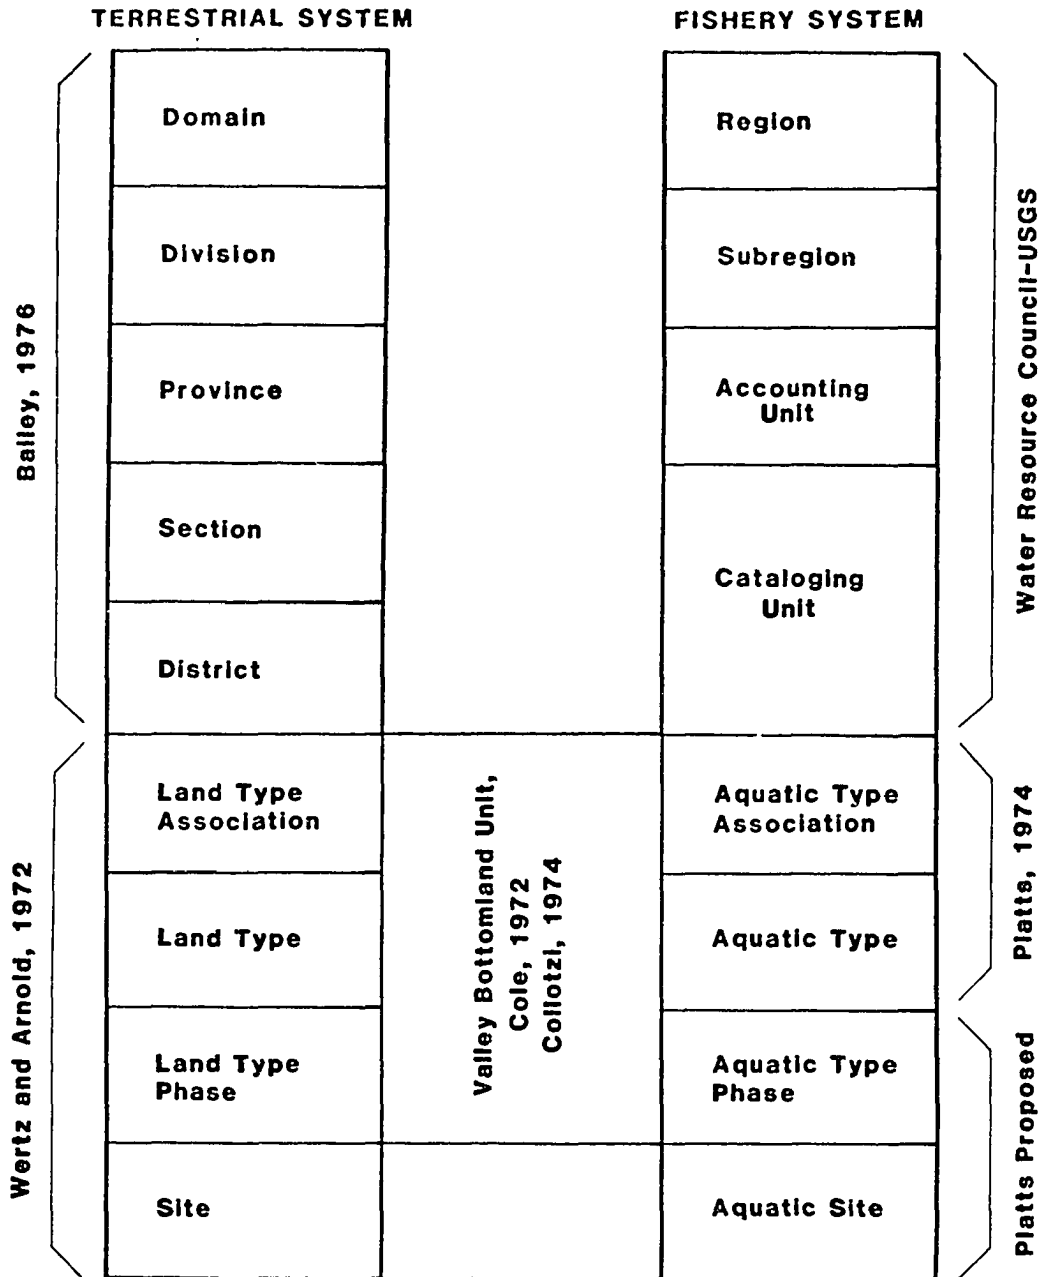 TERRESTRIAL SYSTEM
FISHERY SYSTEM
Domain
Division
Province
Section
District
Land Type
Association
Land Type
Land Type
Phase
Site
Bailey, 1976
Wertz and Arnold, 1972
Valley Bottomland Unit,
Cole, 1972
Collotzi, 1974
Region
Subregion
Accounting
Unit
Cataloging
Unit
Aquatic Type
Association
Aquatic Type
Aquatic Type
Phase
Aquatic Site
Water Resource Council-USGS
Platts, 1974
Platts Proposed